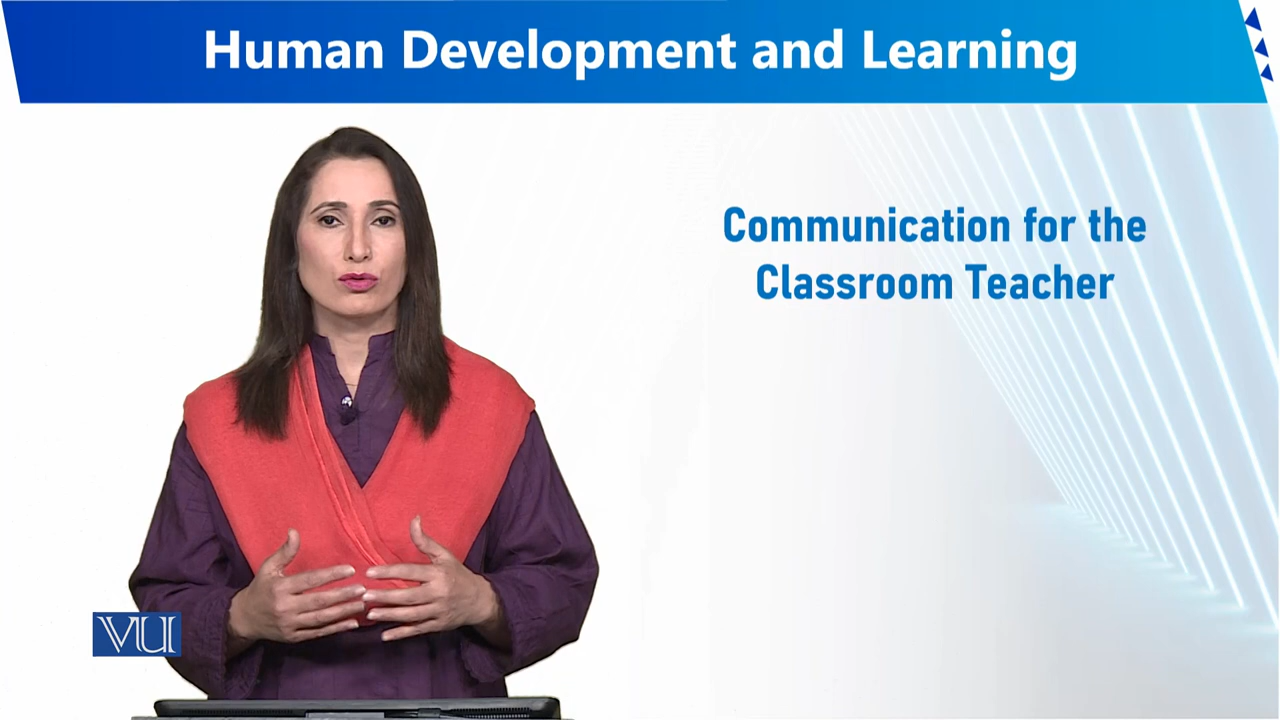 Human Development and Learning
Communication for the
Classroom Teacher
VU